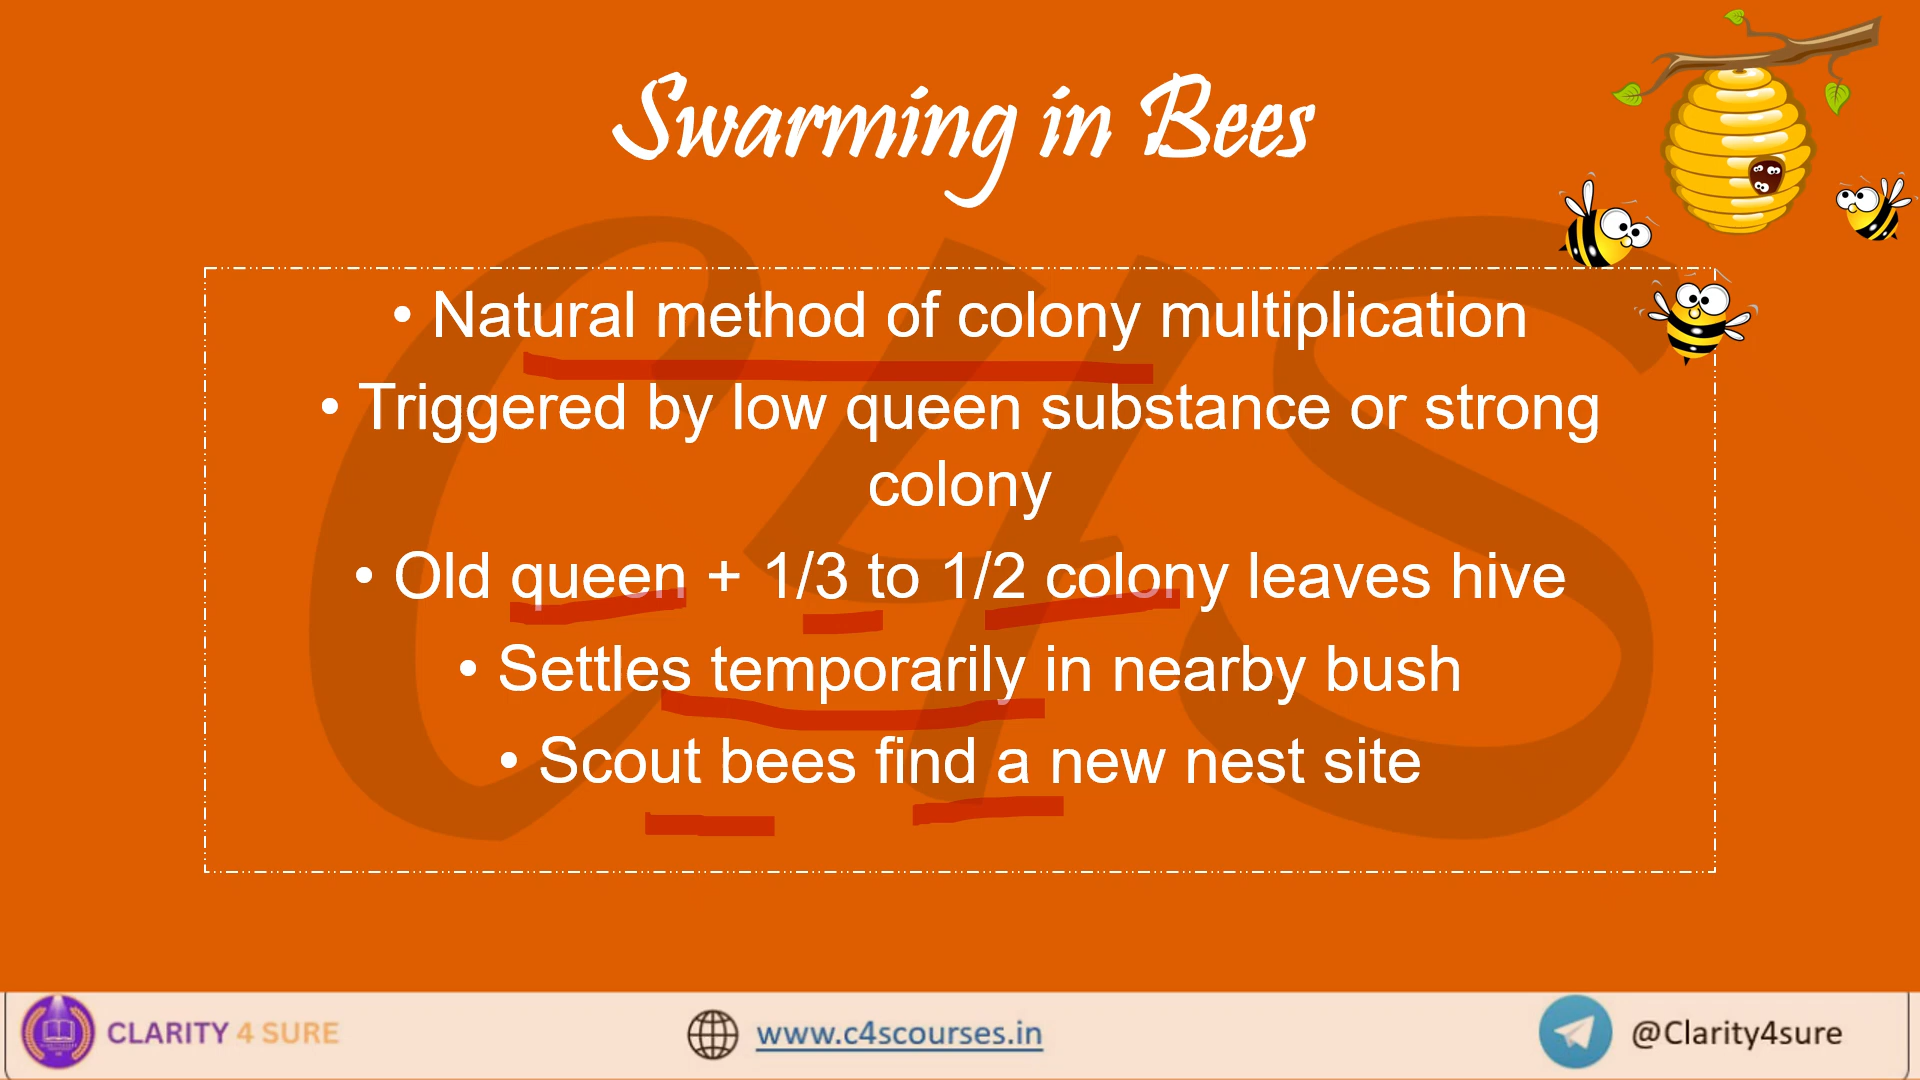 Swarming in Bees
• Natural method of colony multiplication
• Triggered by low queen substance or strong
colony
• Old queen + 1/3 to 1/2 colony leaves hive
• Settles temporarily in nearby bush
• Scout bees find a new nest site
C4S
CLARITY 4 SURE
www.c4scourses.in
@Clarity4sure